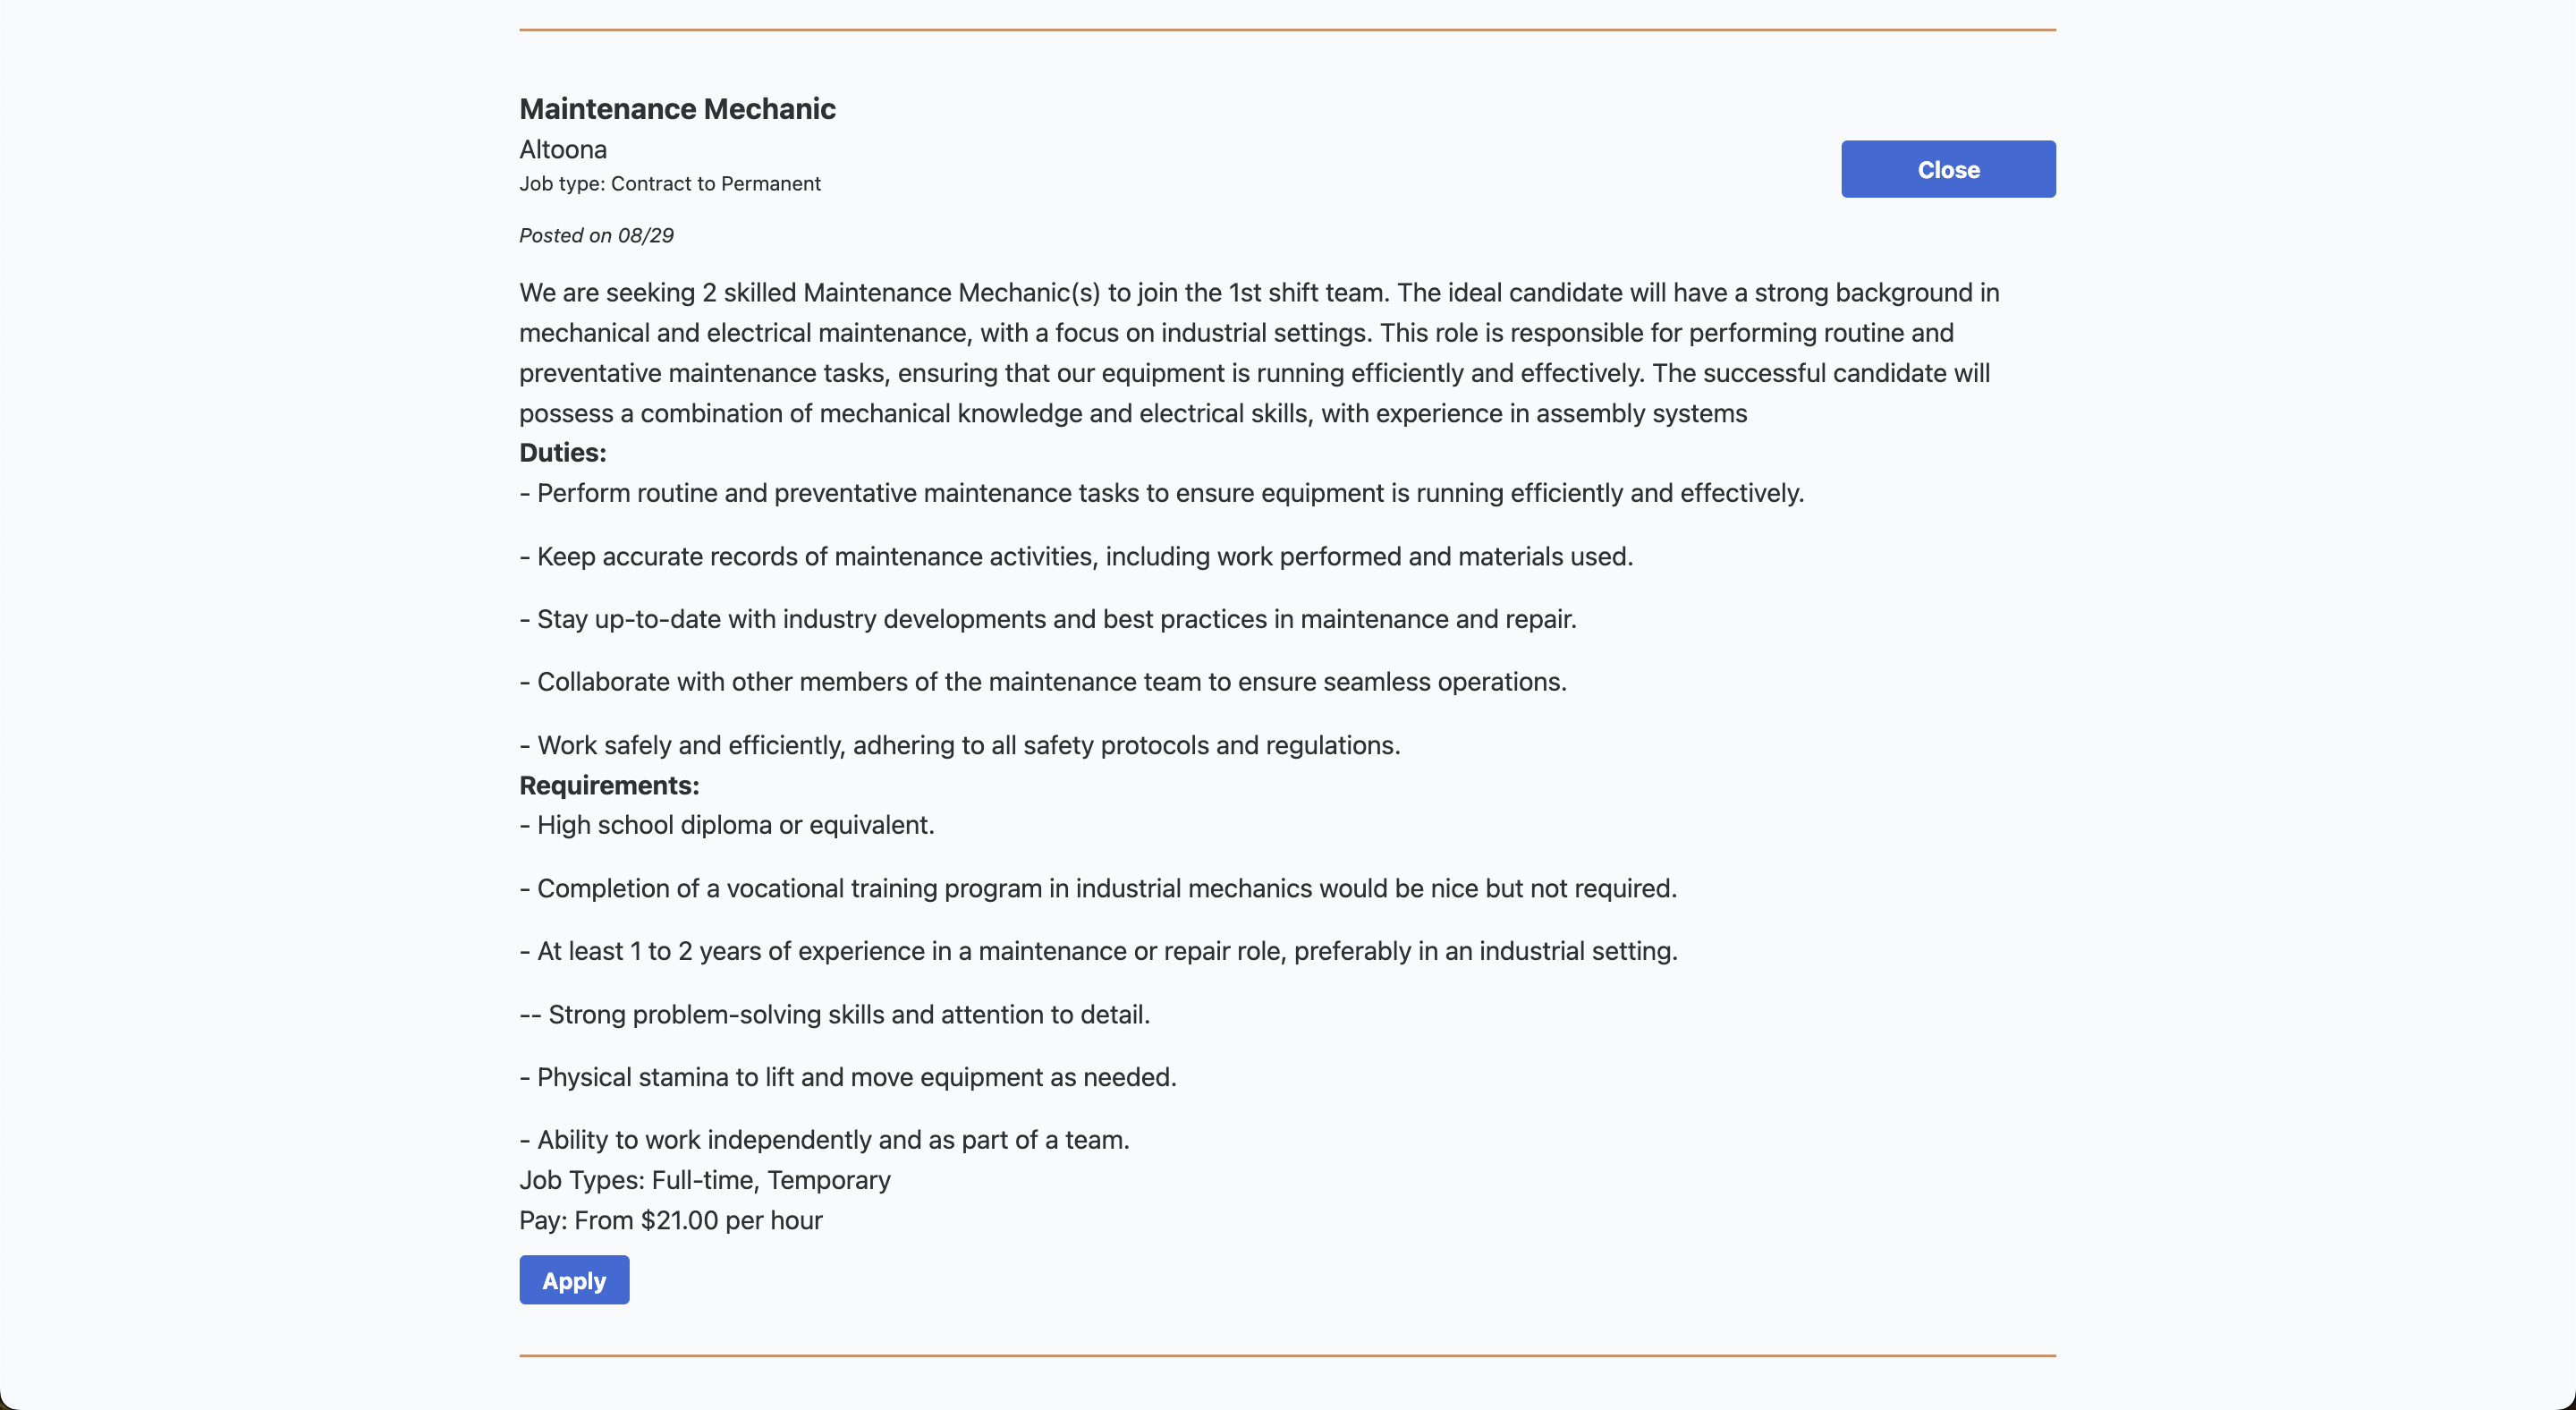 Maintenance Mechanic
Altoona
Job type: Contract to Permanent
Close
Posted on 08/29
We are seeking 2 skilled Maintenance Mechanic(s) to join the 1st shift team. The ideal candidate will have a strong background in
mechanical and electrical maintenance, with a focus on industrial settings. This role is responsible for performing routine and
preventative maintenance tasks, ensuring that our equipment is running efficiently and effectively. The successful candidate will
possess a combination of mechanical knowledge and electrical skills, with experience in assembly systems
Duties:
- Perform routine and preventative maintenance tasks to ensure equipment is running efficiently and effectively.
- Keep accurate records of maintenance activities, including work performed and materials used.
- Stay up-to-date with industry developments and best practices in maintenance and repair.
- Collaborate with other members of the maintenance team to ensure seamless operations.
- Work safely and efficiently, adhering to all safety protocols and regulations.
Requirements:
- High school diploma or equivalent.
- Completion of a vocational training program in industrial mechanics would be nice but not required.
- At least 1 to 2 years of experience in a maintenance or repair role, preferably in an industrial setting.
-- Strong problem-solving skills and attention to detail.
- Physical stamina to lift and move equipment as needed.
- Ability to work independently and as part of a team.
Job Types: Full-time, Temporary
Pay: From $21.00 per hour
Apply